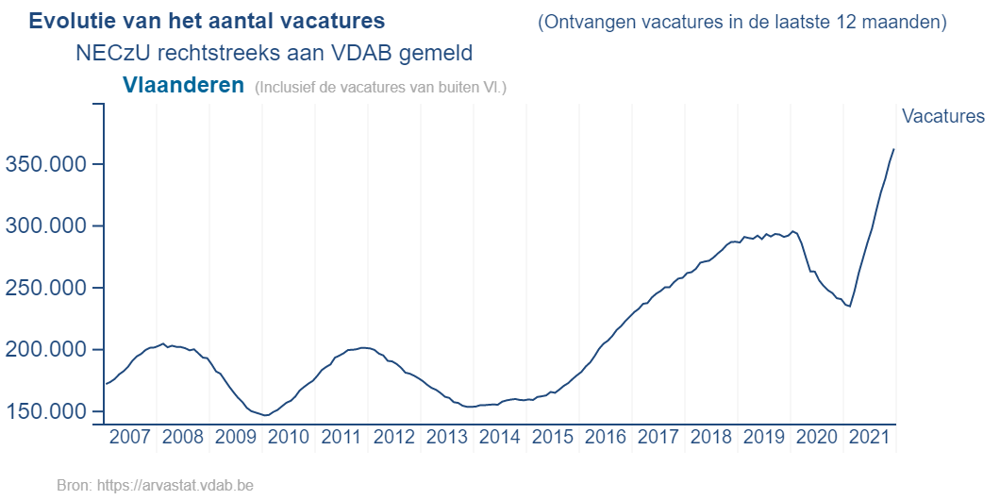 Evolutie van het aantal vacatures (Ontvangen vacatures in de laatste 12 maanden)
NECzU rechtstreeks aan VDAB gemeld
Vlaanderen (Inclusief de vacatures van buiten Vl.)
Vacatures
350.000
300.000
250.000
200.000
150.000
2007 2008 2009 2010 2011 2012 2013 2014 2015 2016 2017 2018 2019 2020 2021
Bron: https://arvastat.vdab.be